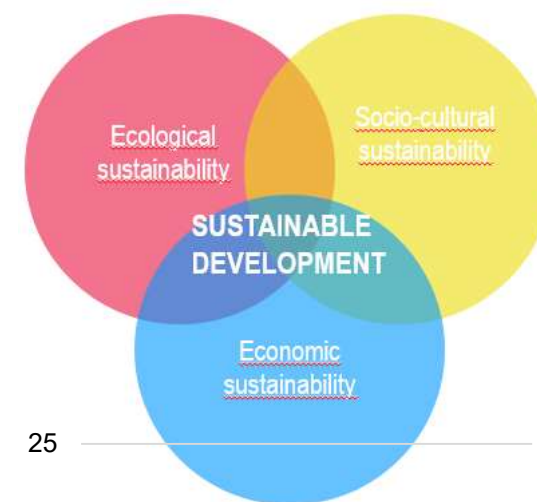 Ecological
sustainability
Socio-cultural
sustainability
SUSTAINABLE
DEVELOPMENT
Economic
sustainability
25